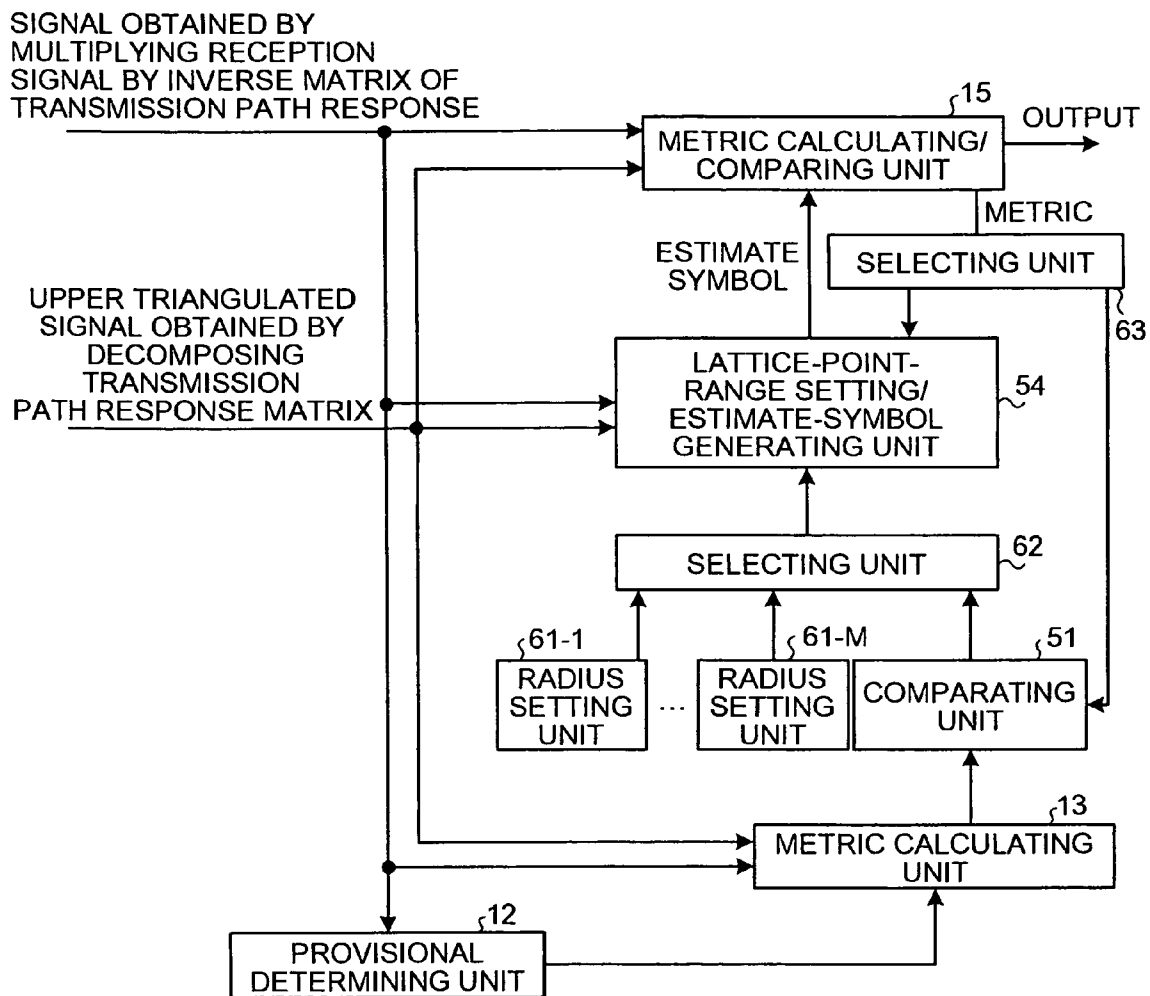 SIGNAL OBTAINED BY
MULTIPLYING RECEPTION
SIGNAL BY INVERSE MATRIX OF
TRANSMISSION PATH RESPONSE
15
OUTPUT
METRIC CALCULATING/
COMPARING UNIT
METRIC
ESTIMATE
SYMBOL
SELECTING UNIT
63
UPPER TRIANGULATED
SIGNAL OBTAINED BY
DECOMPOSING
TRANSMISSION
PATH RESPONSE MATRIX
LATTICE-POINT-
RANGE SETTING/
ESTIMATE-SYMBOL
GENERATING UNIT
54
SELECTING UNIT
62
61-1
RADIUS
SETTING
UNIT
...
61-M
RADIUS
SETTING
UNIT
51
COMPARATING
UNIT
13
METRIC CALCULATING
UNIT
12
PROVISIONAL
DETERMINING UNIT